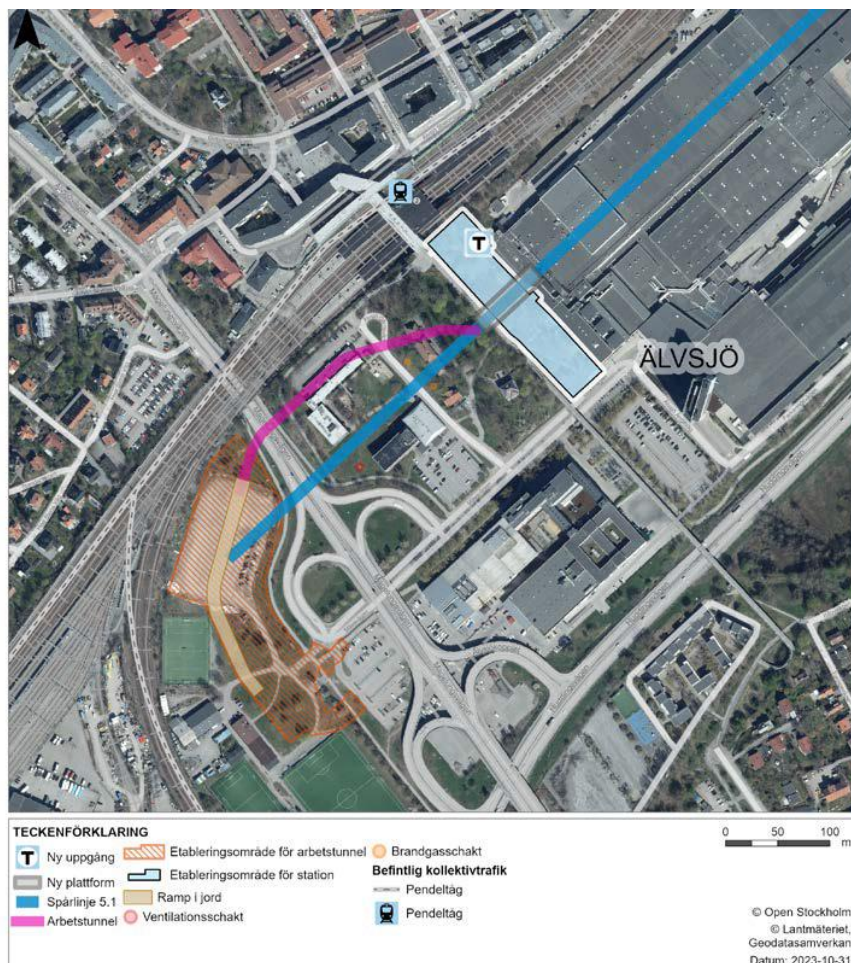 T
ÄLVSJÖ
TECKENFÖRKLARING
T Ny uppgång
Ny plattform
Spårlinje 5.1
Arbetstunnel
Etableringsområde för arbetstunnel
Etableringsområde för station
Ramp i jord
Ventilationsschakt
Brandgasschakt
Befintlig kollektivtrafik
Pendeltåg
Pendeltåg
0 50 100
m
© Open Stockholm
© Lantmäteriet,
Geodatasamverkan
Datum: 2023-10-31